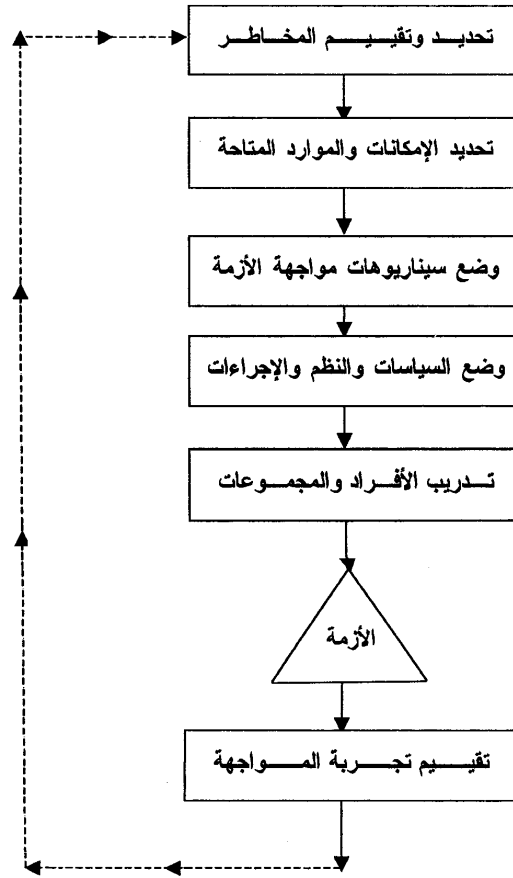 تحديد وتقييم المخاطر
تحديد الإمكانات والموارد المتاحة
وضع سيناريوهات مواجهة الأزمة
وضع السياسات والنظم والإجراءات
تدريب الأفراد والمجموعات
الأزمة
تقييم تجربة المواجهة